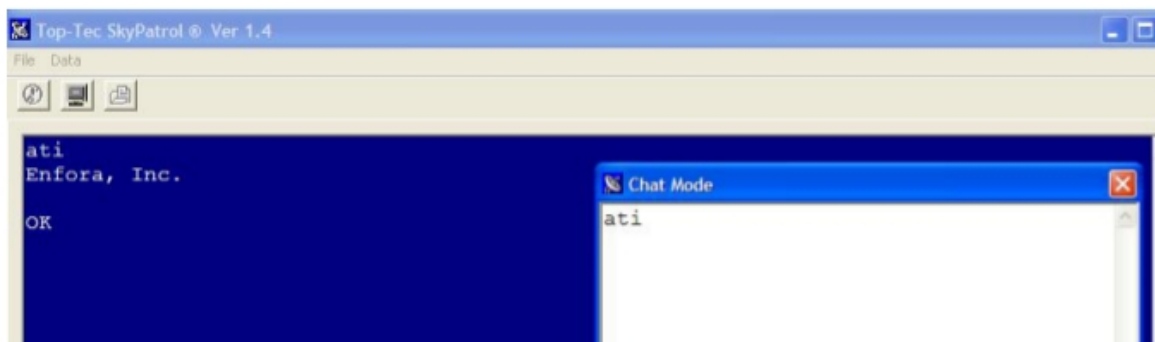 Top-Tec SkyPatrol ® Ver 1.4
File Data
ati
Enfora, Inc.
OK
Chat Mode
ati